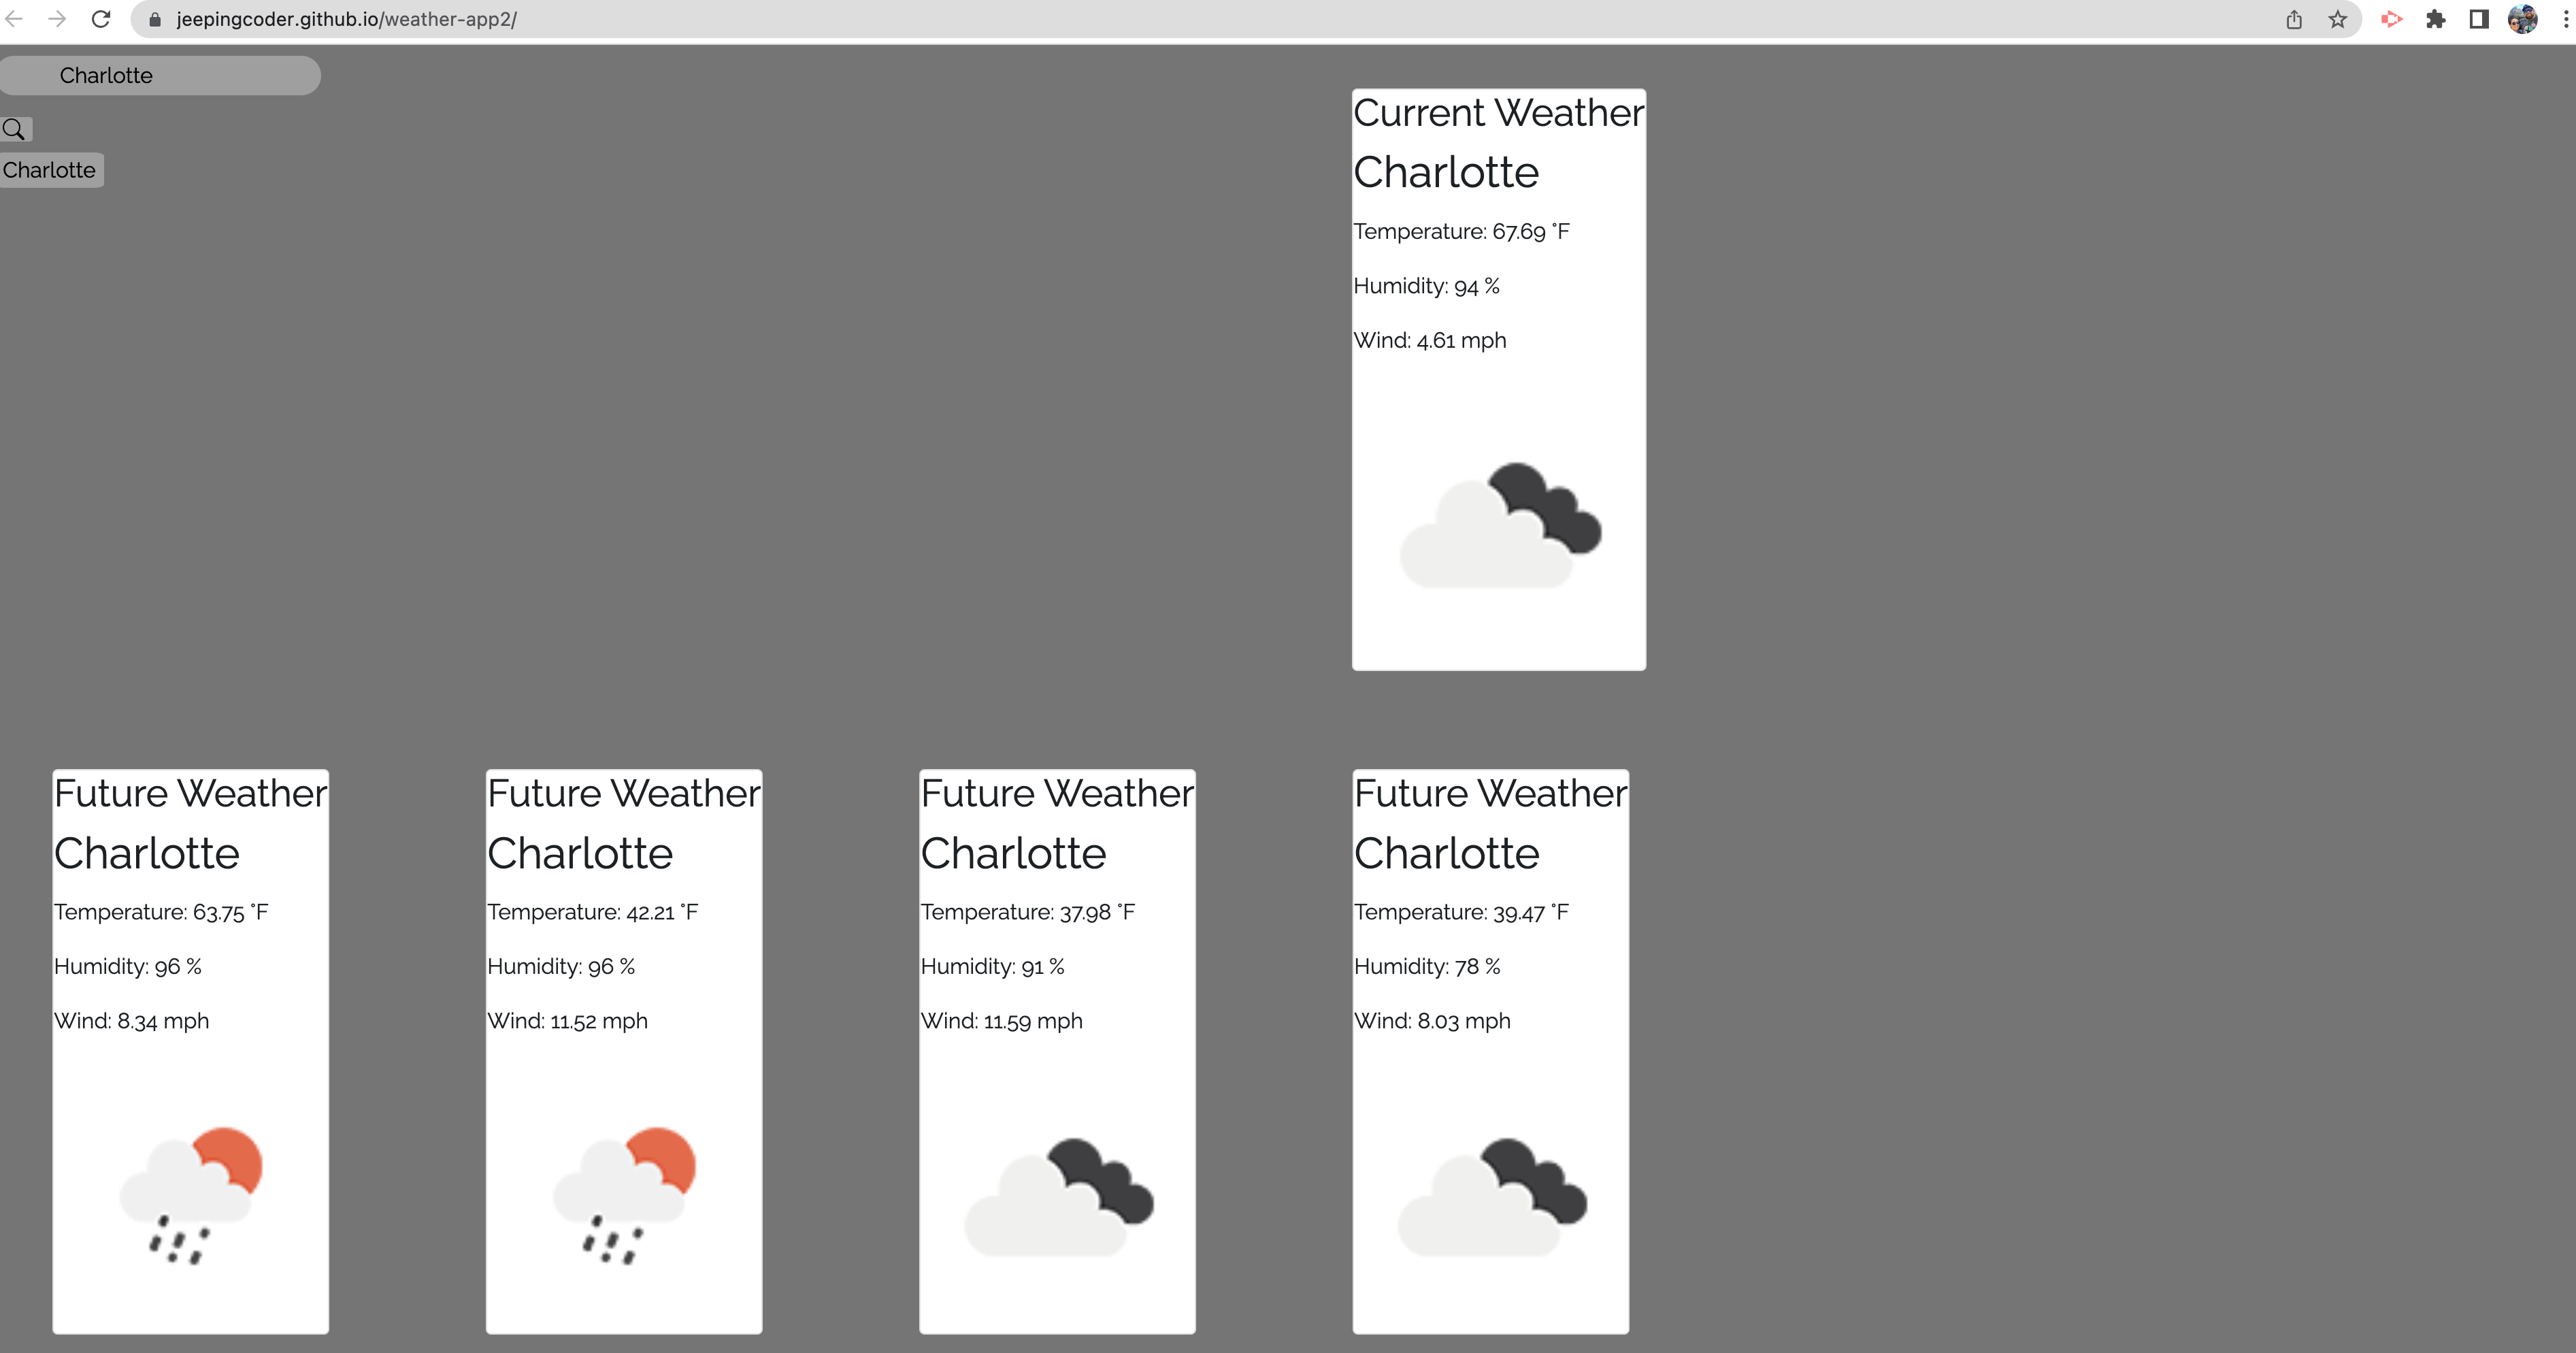 jeepingcoder.github.io/weather-app2/
Charlotte
Charlotte
Current Weather
Charlotte
Temperature: 67.69 °F
Humidity: 94 %
Wind: 4.61 mph
Future Weather
Charlotte
Temperature: 63.75 °F
Humidity: 96 %
Wind: 8.34 mph
Future Weather
Charlotte
Temperature: 42.21 °F
Humidity: 96 %
Wind: 11.52 mph
Future Weather
Charlotte
Temperature: 37.98 °F
Humidity: 91 %
Wind: 11.59 mph
Future Weather
Charlotte
Temperature: 39.47 °F
Humidity: 78 %
Wind: 8.03 mph